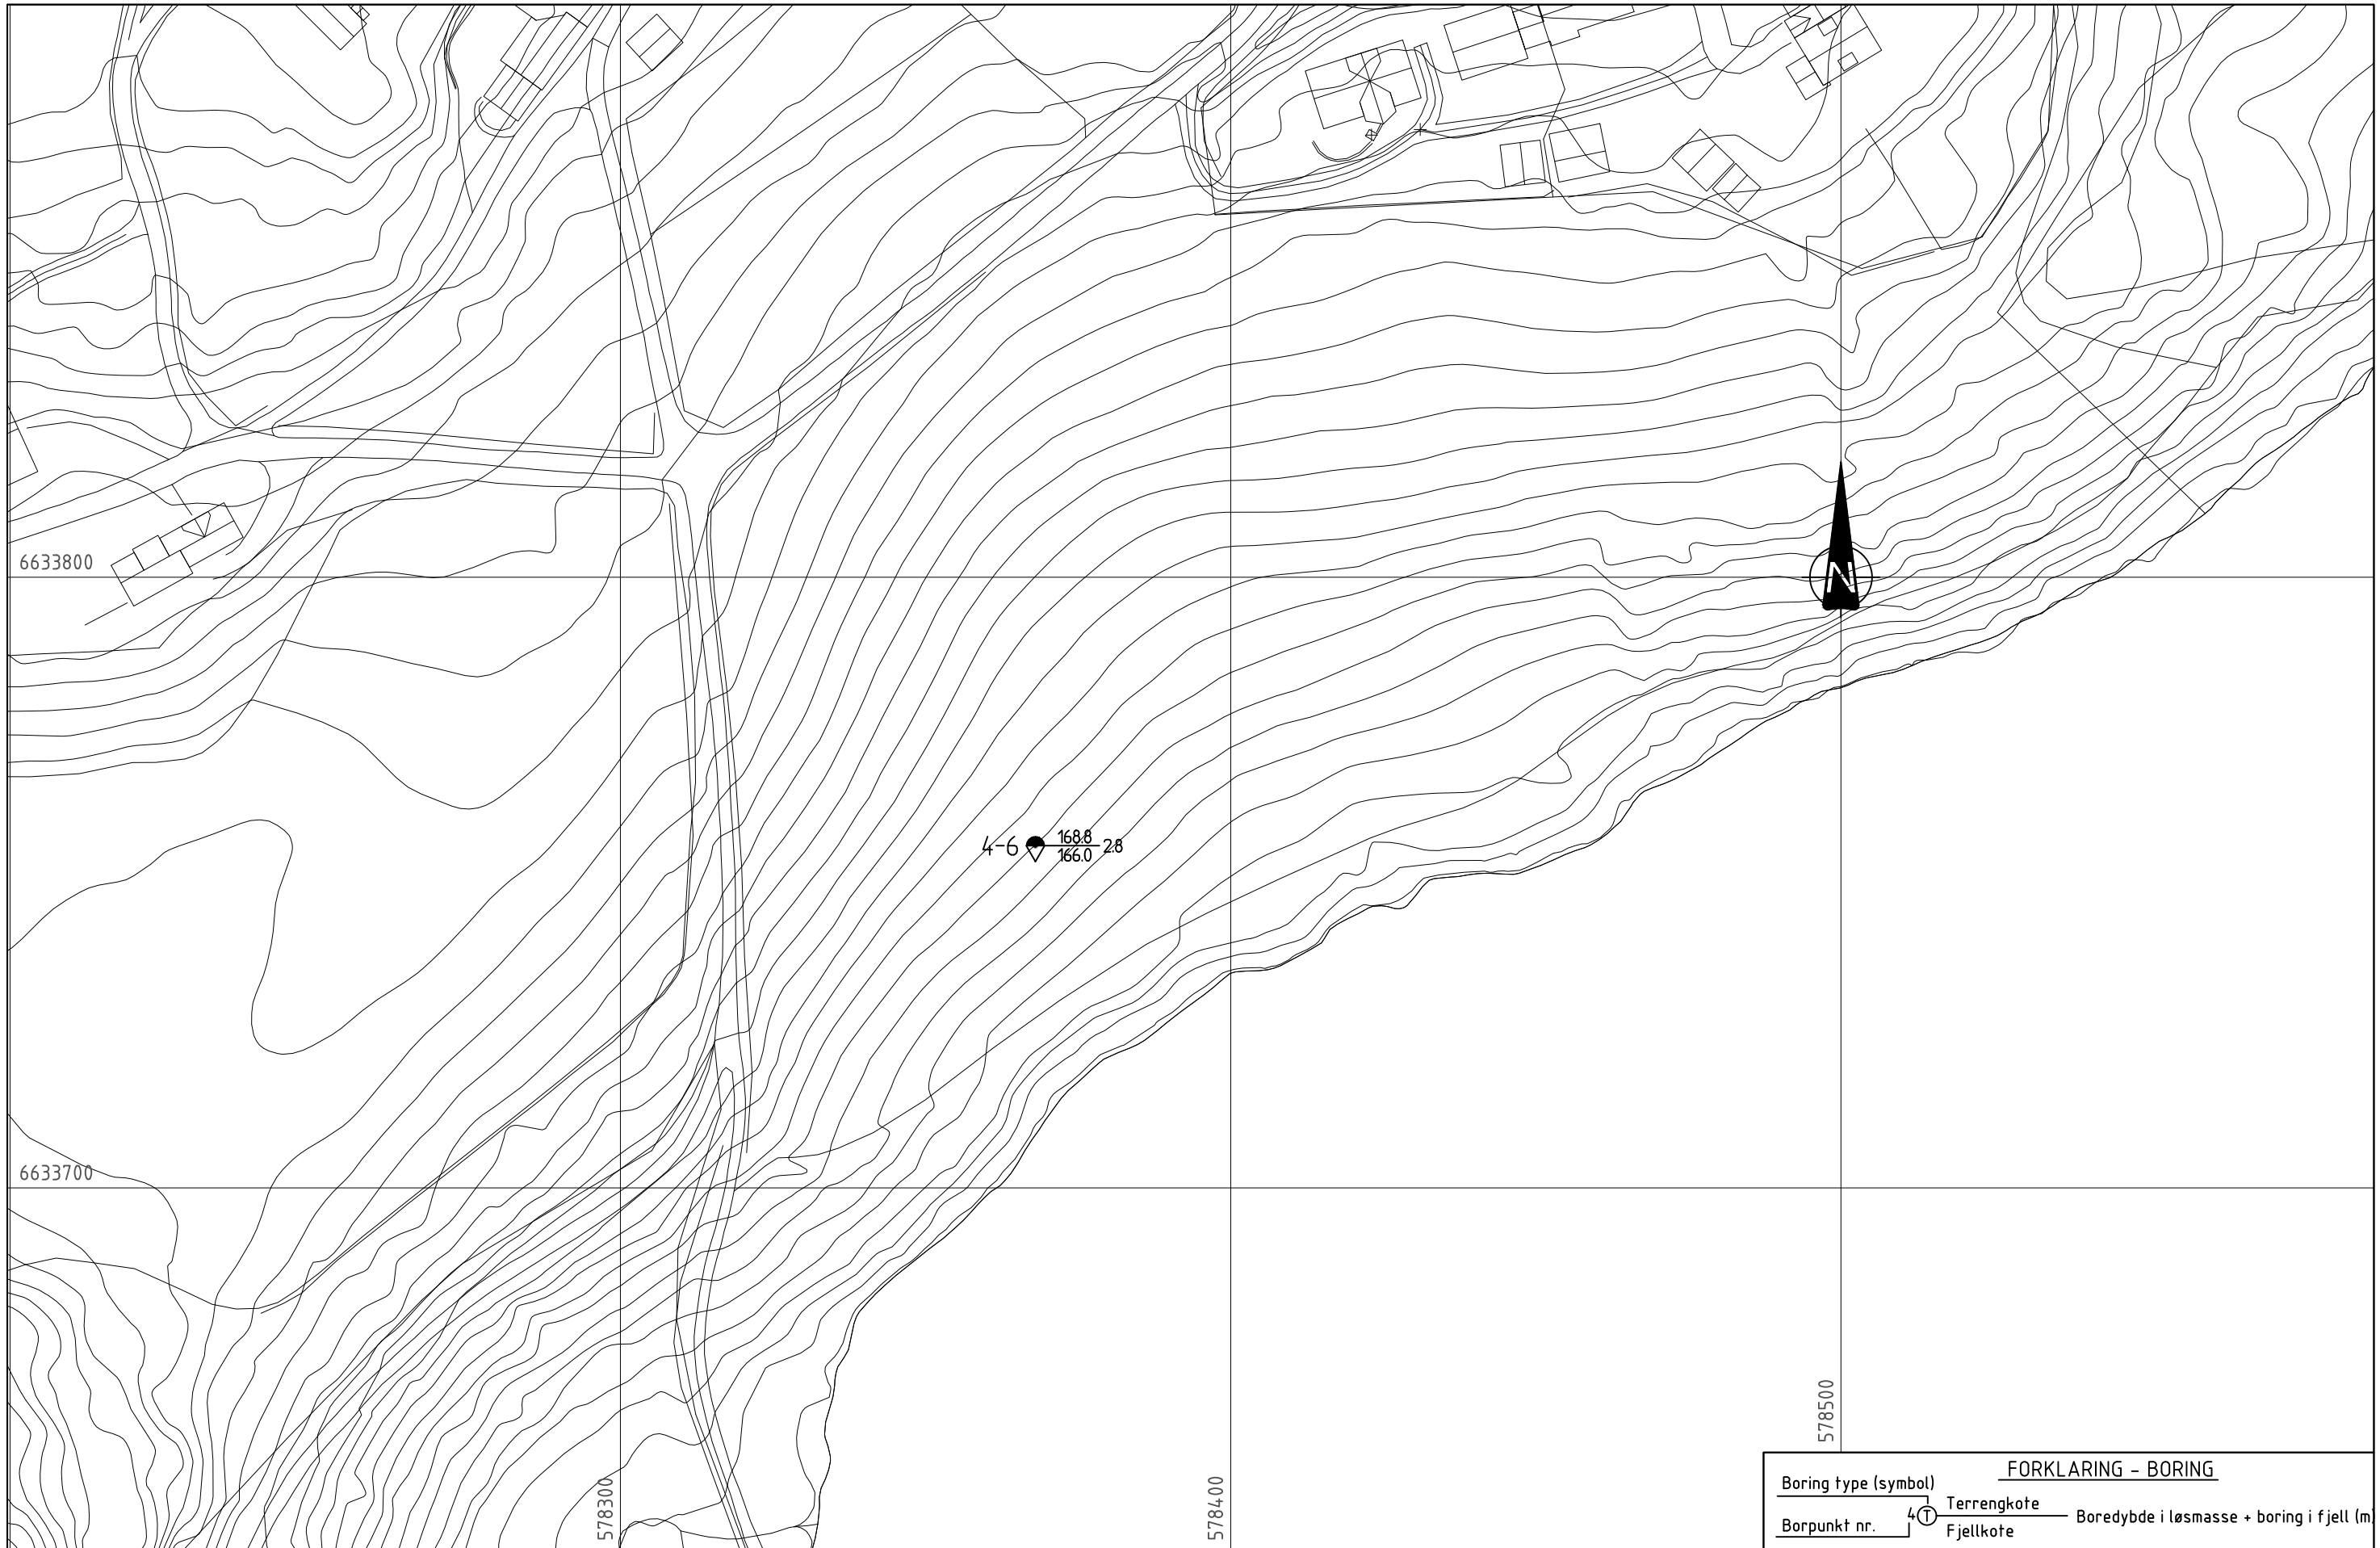 N
6633800
4-6 168.8 2.8
166.0
6633700
578300
578400
578500
FORKLARING - BORING
Boring type (symbol)
Terrengkote
4 T Boredybde i løsmasse + boring i fjell (m
Borpunkt nr.
Fjellkote